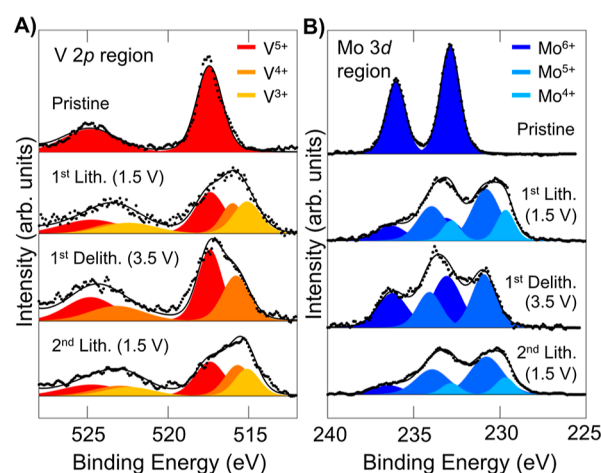 A)
V 2p region
V⁵⁺
V⁴⁺
V³⁺
Pristine
1ˢᵗ Lith. (1.5 V)
1ˢᵗ Delith. (3.5 V)
2ⁿᵈ Lith. (1.5 V)
Intensity (arb. units)
525
520
515
Binding Energy (eV)
B)
Mo 3d
region
Mo⁶⁺
Mo⁵⁺
Mo⁴⁺
Pristine
1ˢᵗ Lith.
(1.5 V)
1ˢᵗ Delith.
(3.5 V)
2ⁿᵈ Lith.
(1.5 V)
Intensity (arb. units)
240
235
230
225
Binding Energy (eV)